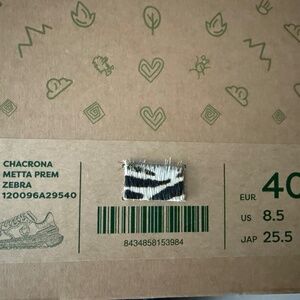 CHACRONA
METTA PREM
ZEBRA
120096A29540
8434858153984
EUR 40
US 8.5
JAP 25.5